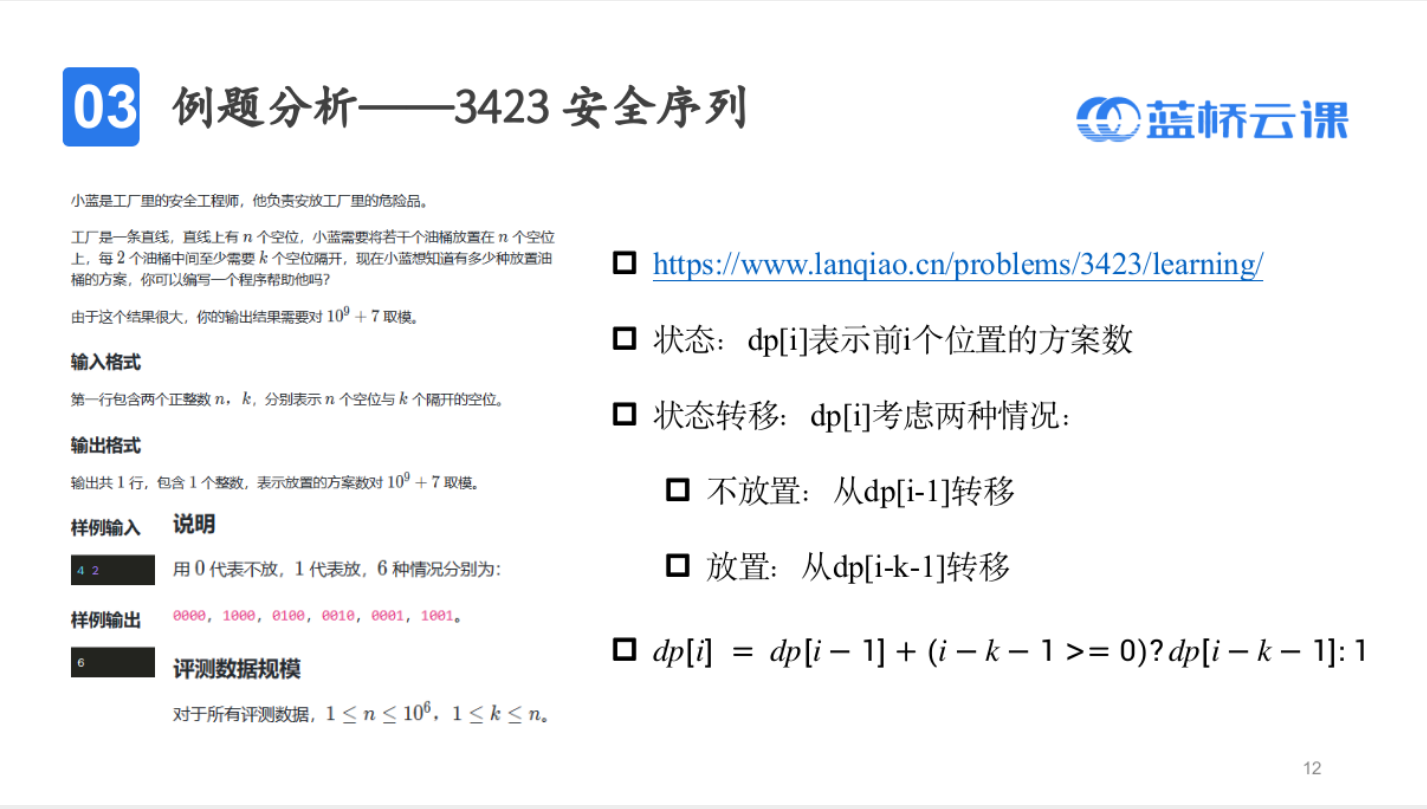 03
例题分析——3423 安全序列
蓝桥云课
小蓝是工厂里的安全工程师，他负责安放工厂里的危险品。
工厂是一条直线，直线上有 n 个空位，小蓝需要将若干个油桶放置在 n 个空位
上，每 2 个油桶中间至少需要 k 个空位隔开，现在小蓝想知道有多少种放置油
桶的方案，你可以编写一个程序帮助他吗？
由于这个结果很大，你的输出结果需要对 10^9 + 7 取模。
输入格式
第一行包含两个正整数 n，k，分别表示 n 个空位与 k 个隔开的空位。
输出格式
输出共 1 行，包含 1 个整数，表示放置的方案数对 10^9 + 7 取模。
样例输入
4 2
样例输出
6
说明
用 0 代表不放，1 代表放，6 种情况分别为：
0000，1000，0100，0010，0001，1001。
评测数据规模
对于所有评测数据，1 ≤ n ≤ 10^6，1 ≤ k ≤ n。
https://www.lanqiao.cn/problems/3423/learning/
状态：dp[i]表示前i个位置的方案数
状态转移：dp[i]考虑两种情况：
不放置：从dp[i-1]转移
放置：从dp[i-k-1]转移
dp[i] = dp[i − 1] + (i − k − 1 >= 0)? dp[i − k − 1]: 1
12